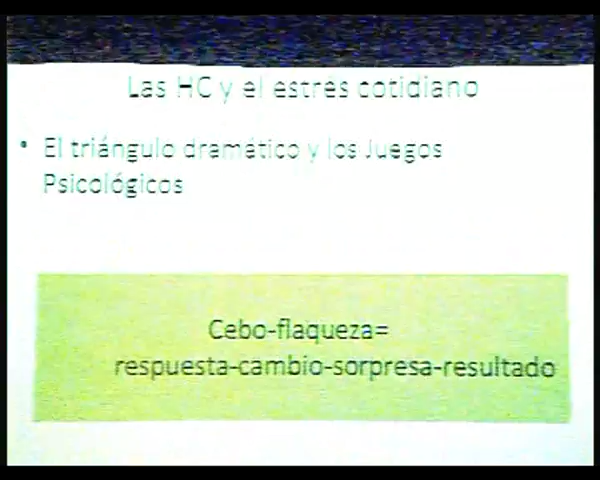 Las HC y el estrés cotidiano
• El triángulo dramático y los Juegos
Psicológicos
Cebo-flaqueza=
respuesta-cambio-sorpresa-resultado